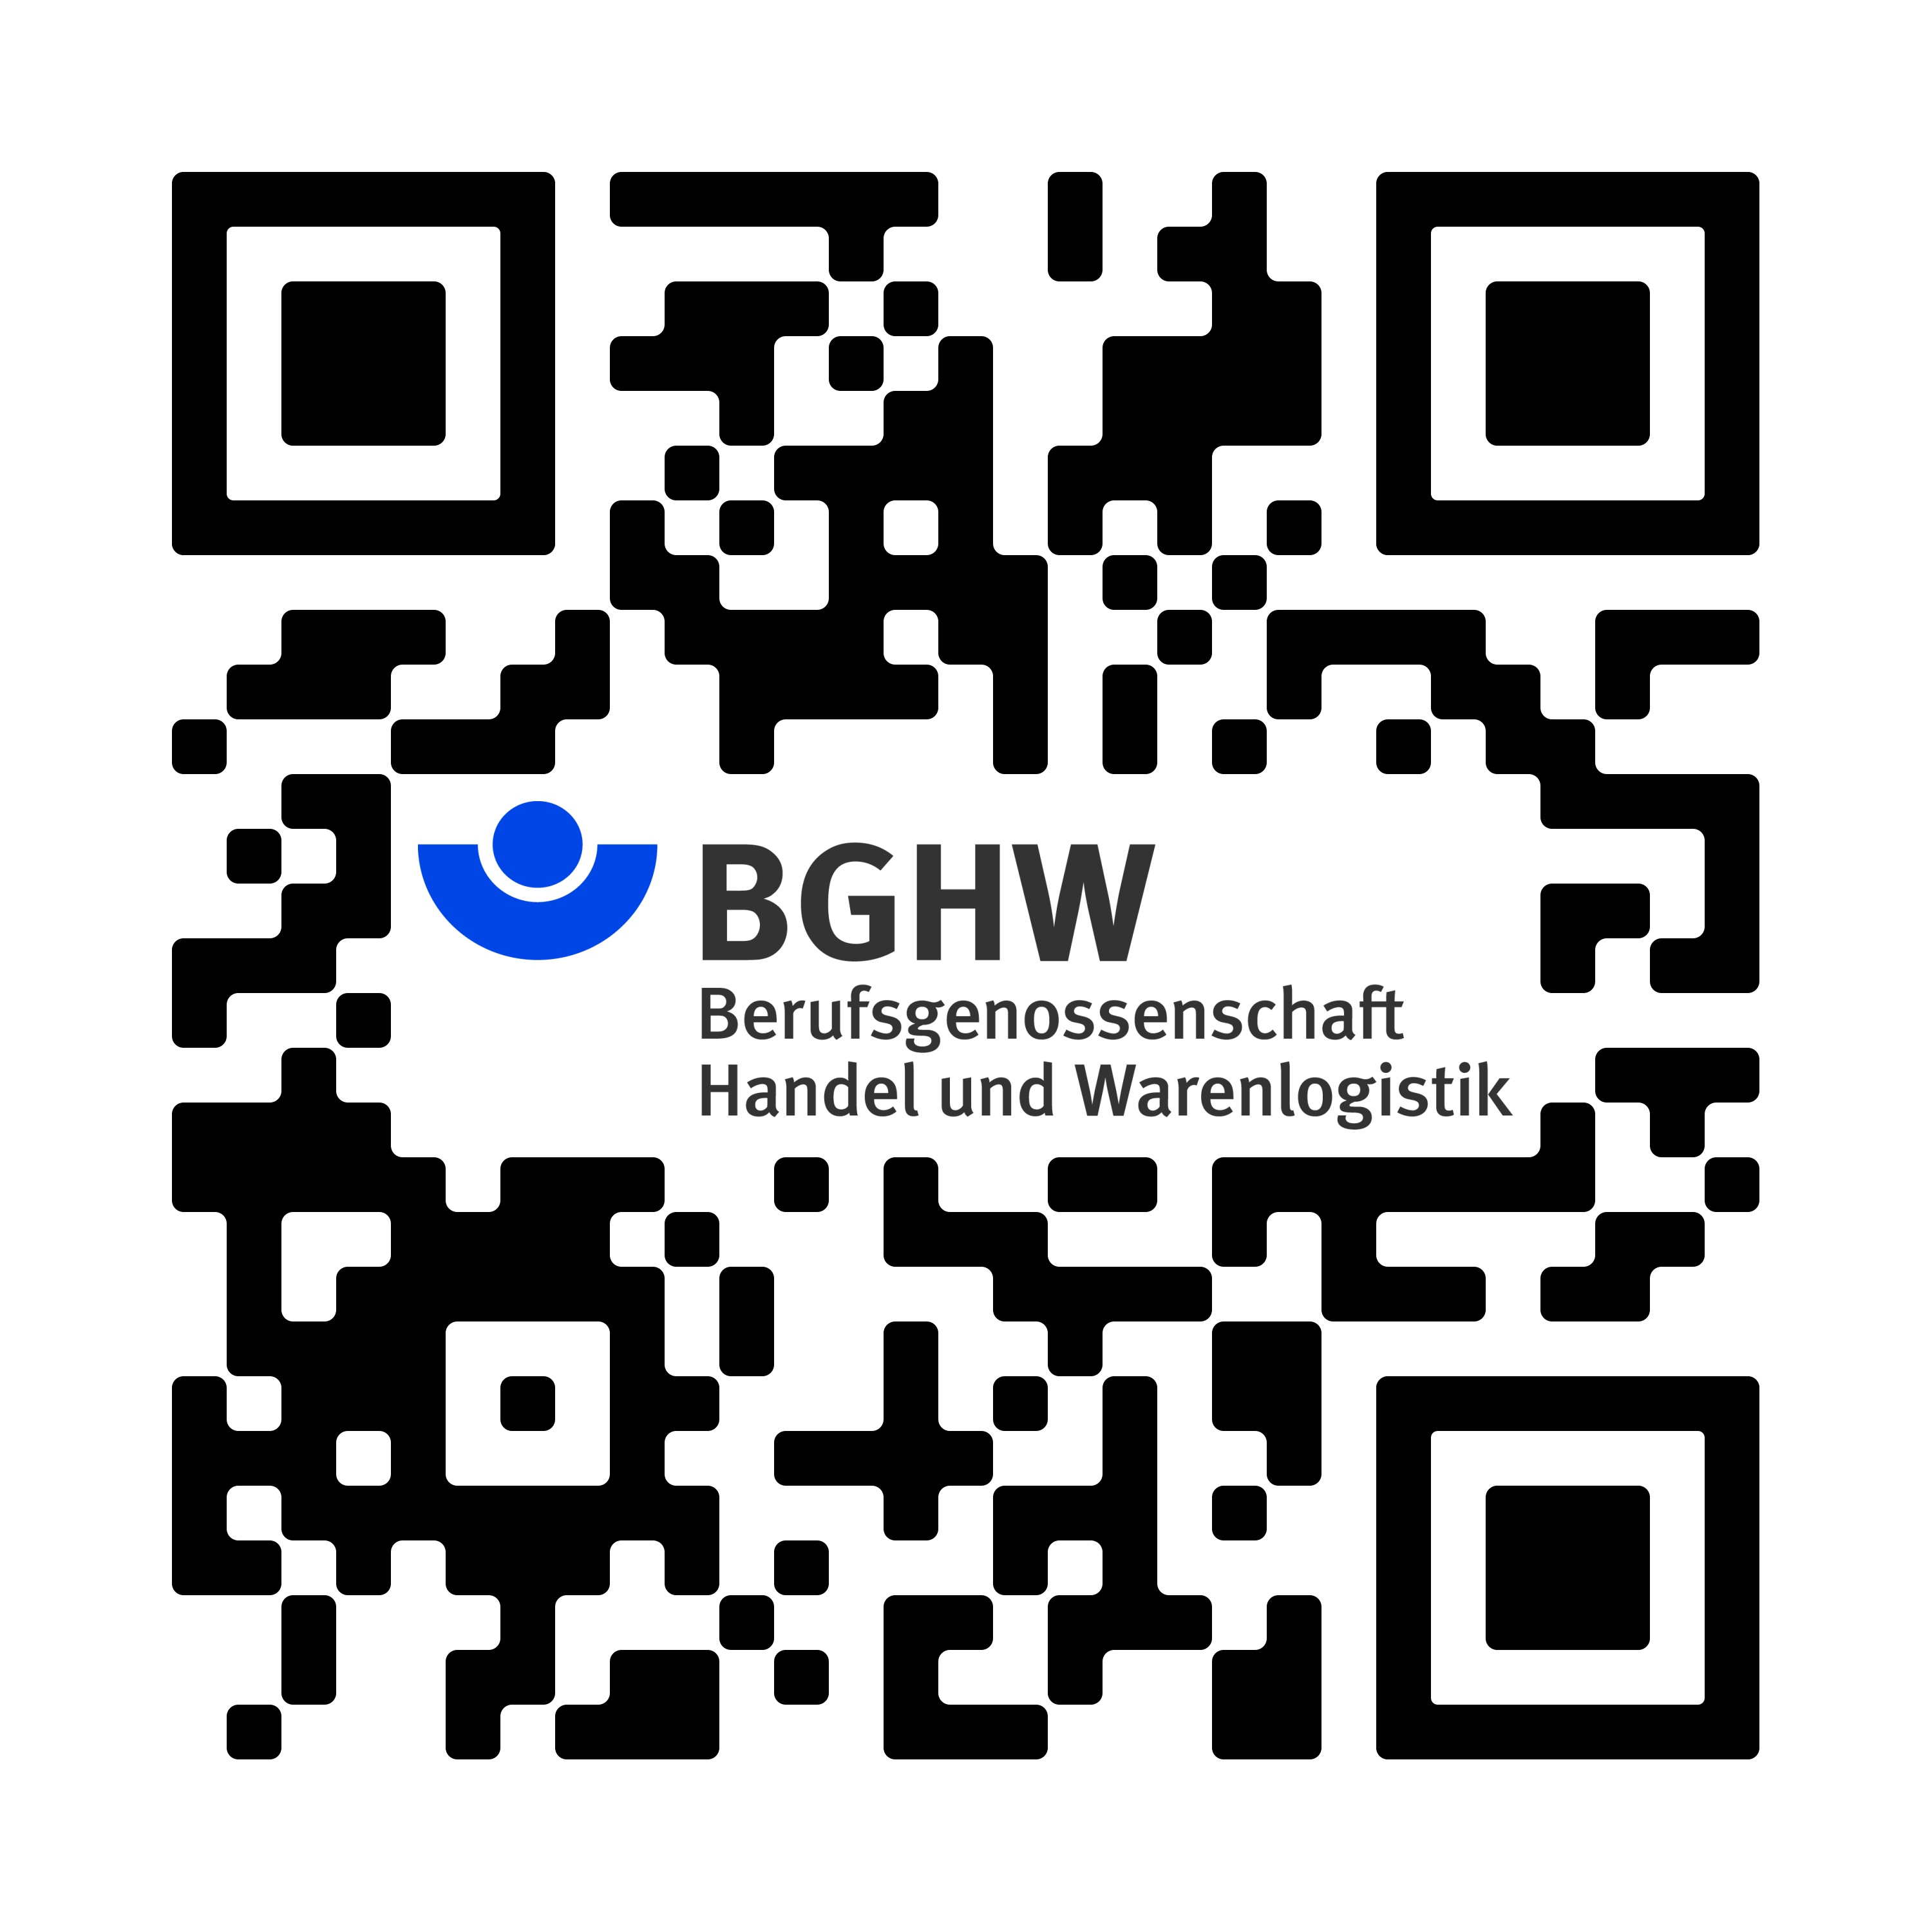 BGHW
Berufsgenossenschaft
Handel und Warenlogistik